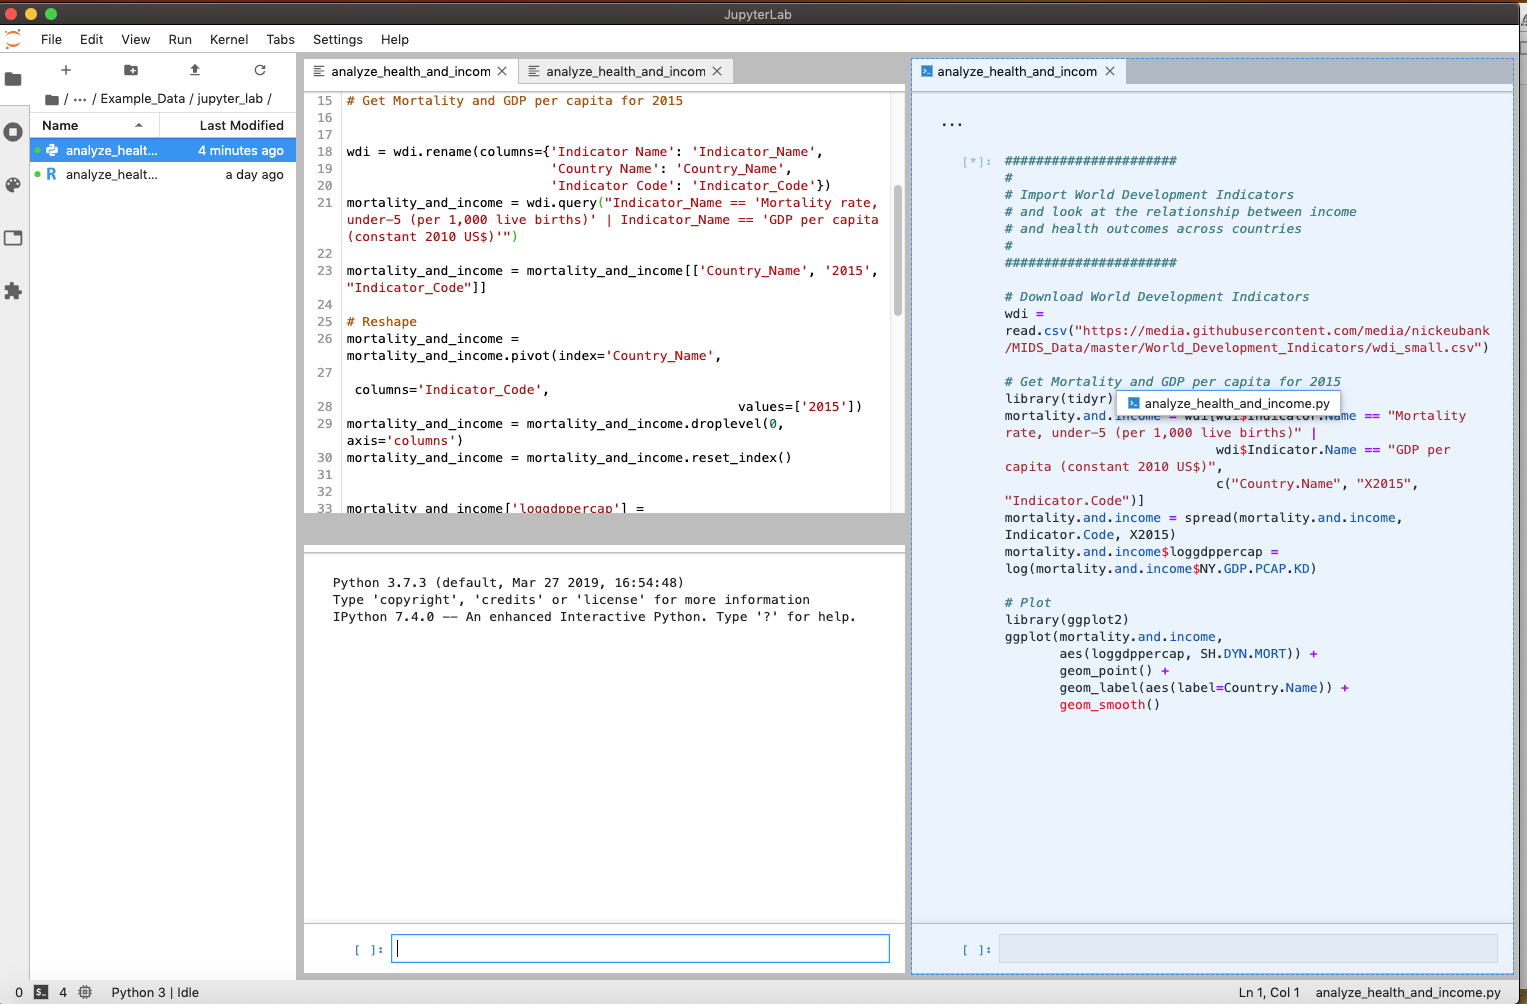 JupyterLab
File Edit View Run Kernel Tabs Settings Help
/ ··· / Example_Data / jupyter_lab /
Name Last Modified
analyze_healt... 4 minutes ago
R analyze_healt... a day ago
analyze_health_and_incom analyze_health_and_incom
15 # Get Mortality and GDP per capita for 2015
16
17
18 wdi = wdi.rename(columns={'Indicator Name': 'Indicator_Name',
19 'Country Name': 'Country_Name',
20 'Indicator Code': 'Indicator_Code'})
21 mortality_and_income = wdi.query("Indicator_Name == 'Mortality rate,
under-5 (per 1,000 live births)' | Indicator_Name == 'GDP per capita
(constant 2010 US$)'")
22
23 mortality_and_income = mortality_and_income[['Country_Name', '2015',
"Indicator_Code"]]
24
25 # Reshape
26 mortality_and_income =
mortality_and_income.pivot(index='Country_Name',
27
columns='Indicator_Code',
28 values=['2015'])
29 mortality_and_income = mortality_and_income.droplevel(0,
axis='columns')
30 mortality_and_income = mortality_and_income.reset_index()
31
32
33 mortality_and_income['loggdppercap'] =
Python 3.7.3 (default, Mar 27 2019, 16:54:48)
Type 'copyright', 'credits' or 'license' for more information
IPython 7.4.0 -- An enhanced Interactive Python. Type '?' for help.
[ ]:
analyze_health_and_incom
...
[*]: ######################
#
# Import World Development Indicators
# and look at the relationship between income
# and health outcomes across countries
#
######################
# Download World Development Indicators
wdi =
read.csv("https://media.githubusercontent.com/media/nickeubank
/MIDS_Data/master/World_Development_Indicators/wdi_small.csv")
# Get Mortality and GDP per capita for 2015
library(tidyr)
analyze_health_and_income.py
mortality.and.income = wdi[wdi$Indicator.Name == "Mortality
rate, under-5 (per 1,000 live births)" |
wdi$Indicator.Name == "GDP per
capita (constant 2010 US$)",
c("Country.Name", "X2015",
"Indicator.Code")]
mortality.and.income = spread(mortality.and.income,
Indicator.Code, X2015)
mortality.and.income$loggdppercap =
log(mortality.and.income$NY.GDP.PCAP.KD)
# Plot
library(ggplot2)
ggplot(mortality.and.income,
aes(loggdppercap, SH.DYN.MORT)) +
geom_point() +
geom_label(aes(label=Country.Name)) +
geom_smooth()
[ ]:
0 $_ 4 Python 3 | Idle Ln 1, Col 1 analyze_health_and_income.py